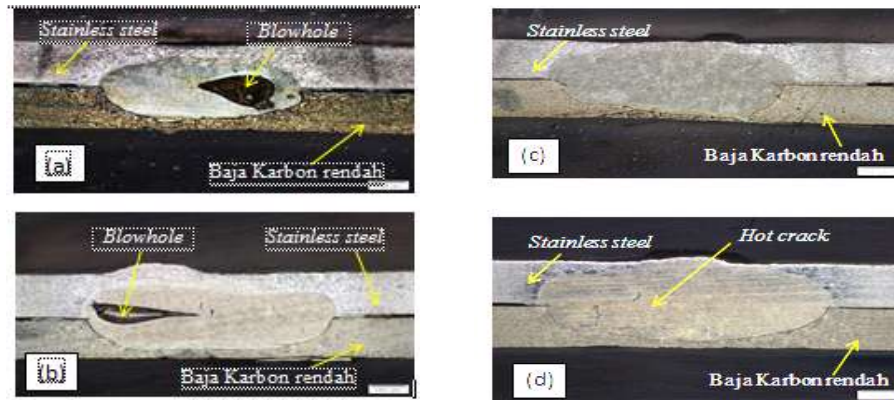 Stainless steel
Blowhole
(a)
Baja Karbon rendah
Blowhole
Stainless steel
(b)
Baja Karbon rendah
Stainless steel
(c)
Baja Karbon rendah
Stainless steel
Hot crack
(d)
Baja Karbon rendah